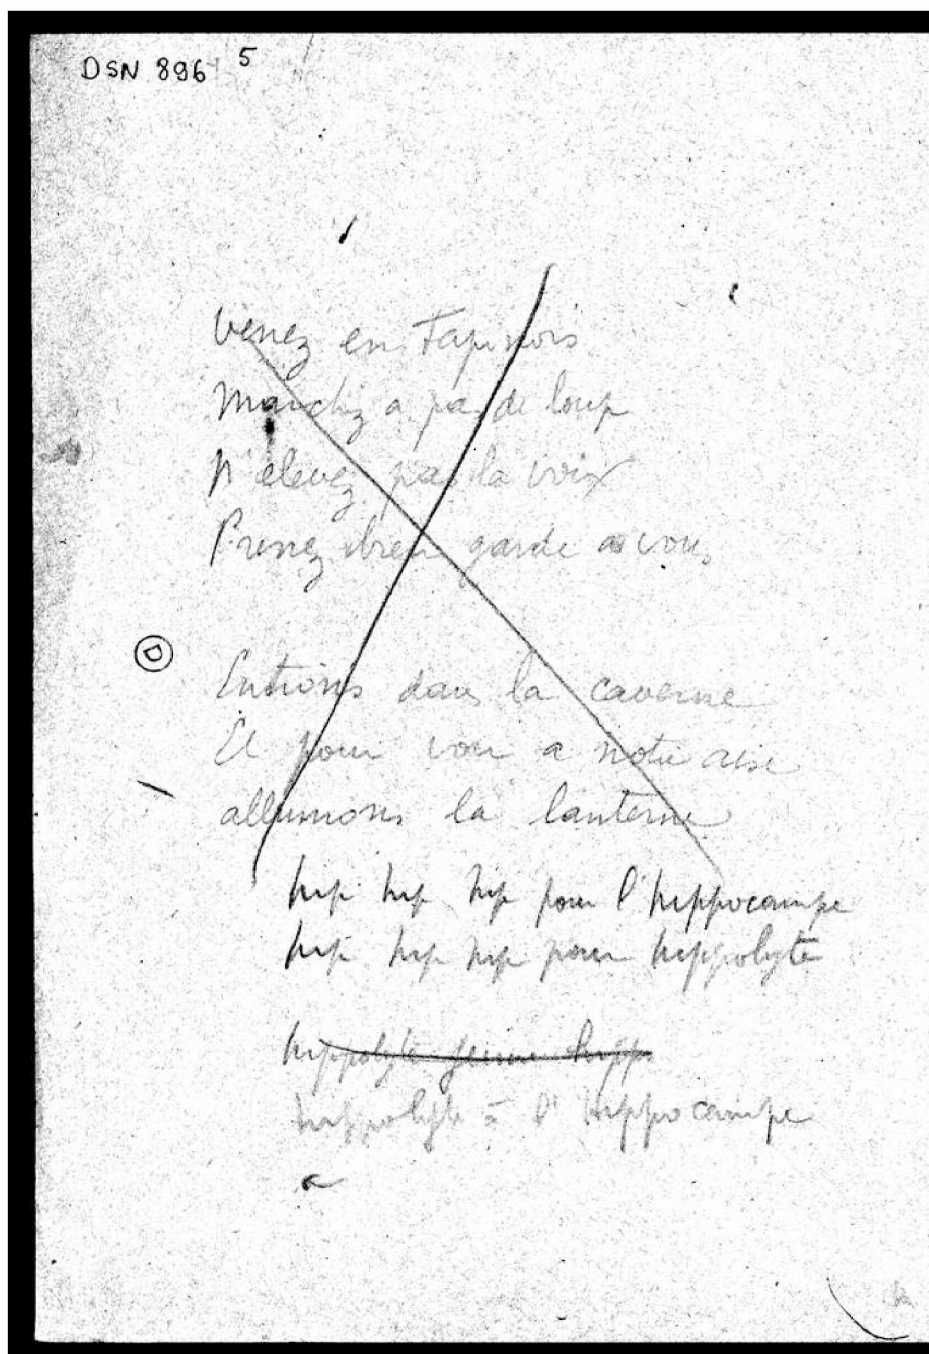 DSN 896 5
Venez en Tapinois
Marchez a pas de loup
N'elevez pas la voix
Prenez bien garde a vous
D
Entrons dans la caverne
Et pour voir a notre aise
allumons la lanterne
hip hip hip pour l'hippocampe
hip hip hip pour hippolyte
hippolyte hipp
hippolyte à l'hippocampe